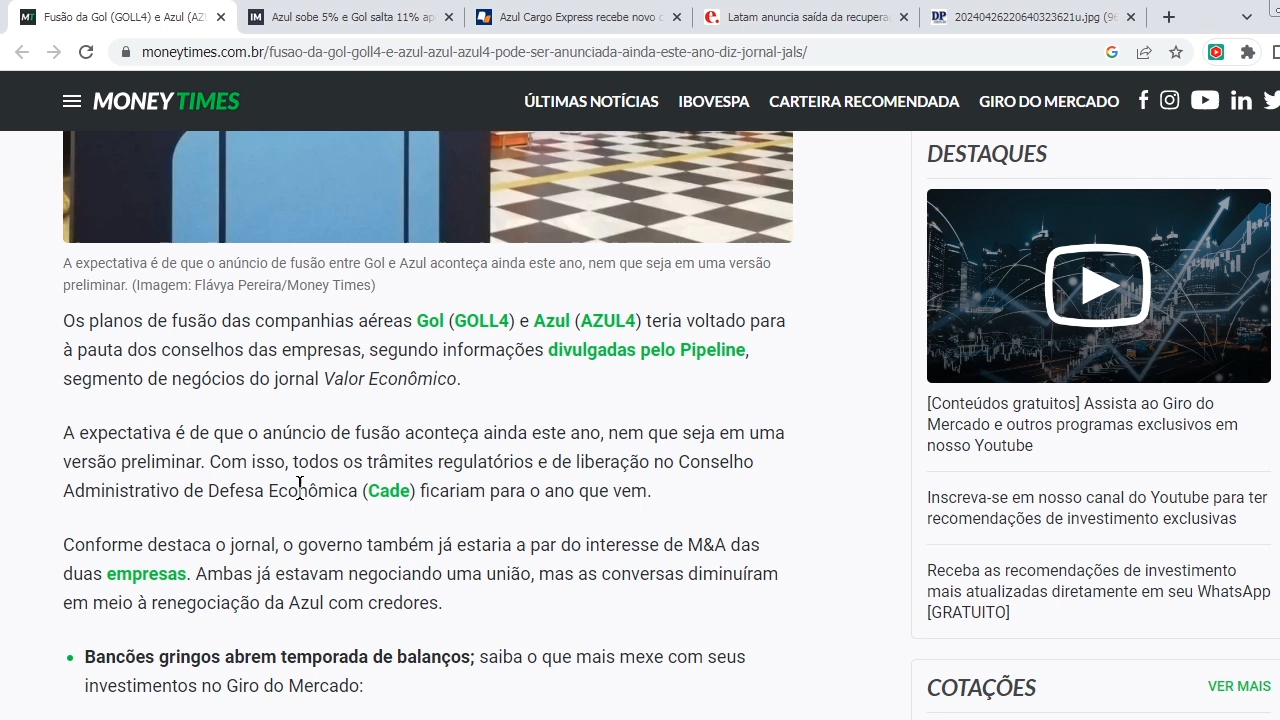 Fusão da Gol (GOLL4) e Azul (AZ
Azul sobe 5% e Gol salta 11% ap
Azul Cargo Express recebe novo c
Latam anuncia saída da recupera
20240426220640323621u.jpg (96
moneytimes.com.br/fusao-da-gol-goll4-e-azul-azul-azul4-pode-ser-anunciada-ainda-este-ano-diz-jornal-jals/
MONEY TIMES
ÚLTIMAS NOTÍCIAS IBOVESPA CARTEIRA RECOMENDADA GIRO DO MERCADO
A expectativa é de que o anúncio de fusão entre Gol e Azul aconteça ainda este ano, nem que seja em uma versão
preliminar. (Imagem: Flávya Pereira/Money Times)
Os planos de fusão das companhias aéreas Gol (GOLL4) e Azul (AZUL4) teria voltado para
à pauta dos conselhos das empresas, segundo informações divulgadas pelo Pipeline,
segmento de negócios do jornal Valor Econômico.
A expectativa é de que o anúncio de fusão aconteça ainda este ano, nem que seja em uma
versão preliminar. Com isso, todos os trâmites regulatórios e de liberação no Conselho
Administrativo de Defesa Econômica (Cade) ficariam para o ano que vem.
Conforme destaca o jornal, o governo também já estaria a par do interesse de M&A das
duas empresas. Ambas já estavam negociando uma união, mas as conversas diminuíram
em meio à renegociação da Azul com credores.
Bancões gringos abrem temporada de balanços; saiba o que mais mexe com seus
investimentos no Giro do Mercado:
DESTAQUES
[Conteúdos gratuitos] Assista ao Giro do
Mercado e outros programas exclusivos em
nosso Youtube
Inscreva-se em nosso canal do Youtube para ter
recomendações de investimento exclusivas
Receba as recomendações de investimento
mais atualizadas diretamente em seu WhatsApp
[GRATUITO]
COTAÇÕES
VER MAIS